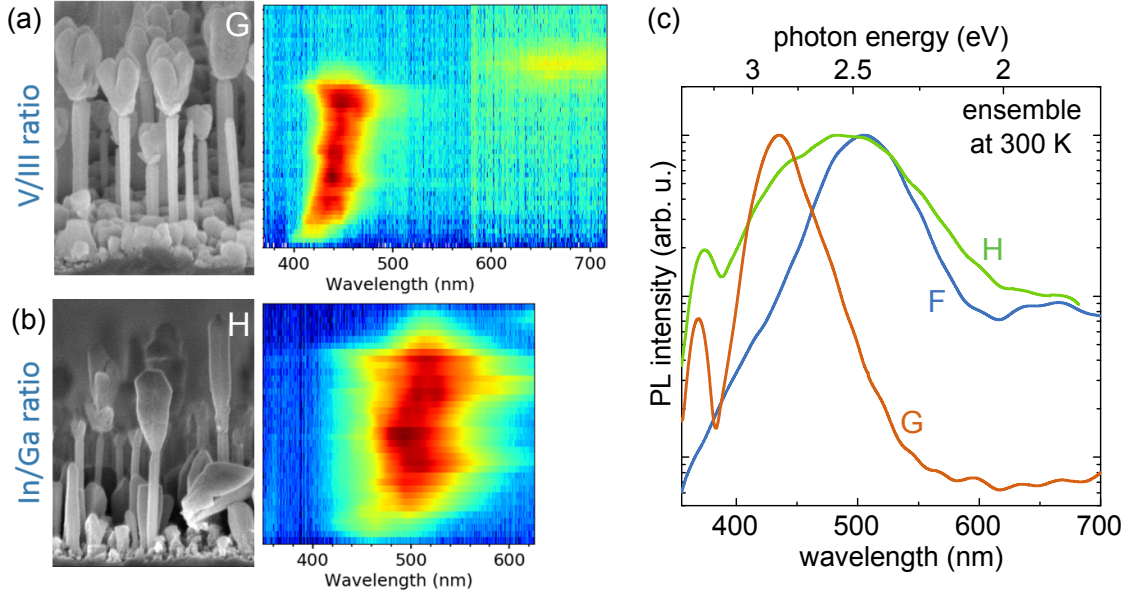 (a)
V/III ratio
G
400 500 600 700
Wavelength (nm)
(b)
In/Ga ratio
H
400 500 600
Wavelength (nm)
(c)
photon energy (eV)
3 2.5 2
ensemble
at 300 K
PL intensity (arb. u.)
H
F
G
400 500 600 700
wavelength (nm)